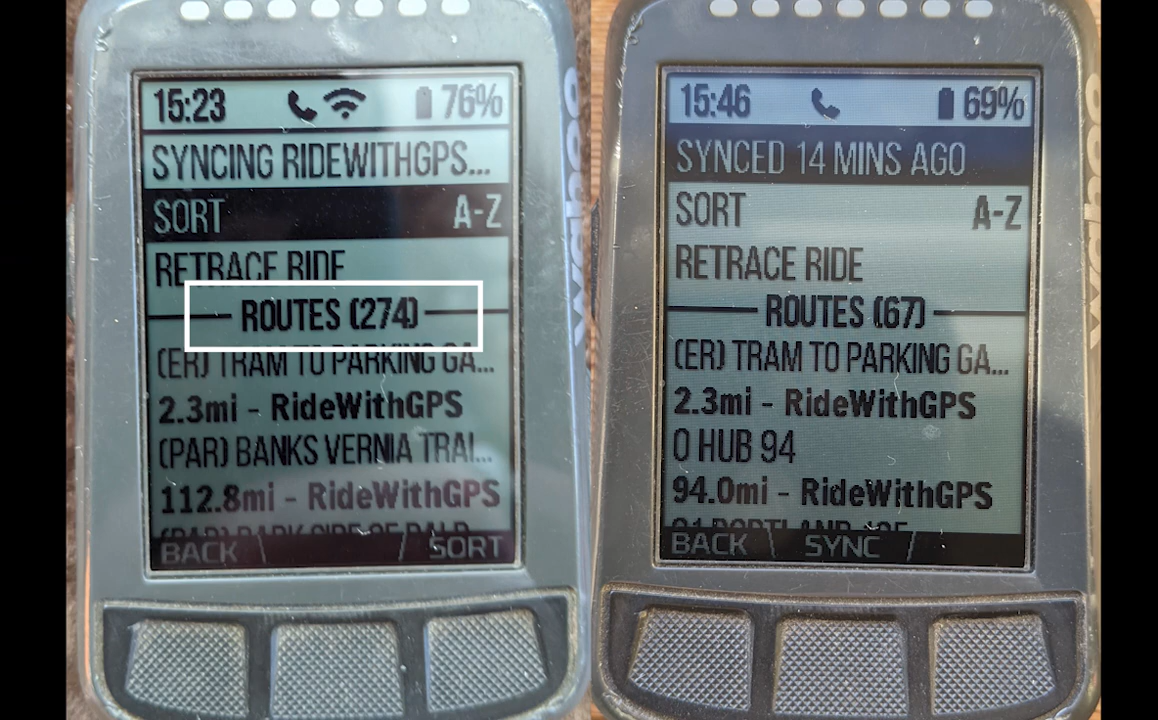 15:23 76%
SYNCING RIDEWITHGPS...
SORT A-Z
RETRACE RIDE
ROUTES (274)
(ER) TRAM TO PARKING GA...
2.3mi - RideWithGPS
(PAR) BANKS VERNIA TRAI...
112.8mi - RideWithGPS
BACK SORT
15:46 69%
SYNCED 14 MINS AGO
SORT A-Z
RETRACE RIDE
ROUTES (67)
(ER) TRAM TO PARKING GA...
2.3mi - RideWithGPS
0 HUB 94
94.0mi - RideWithGPS
BACK SYNC
wahoo